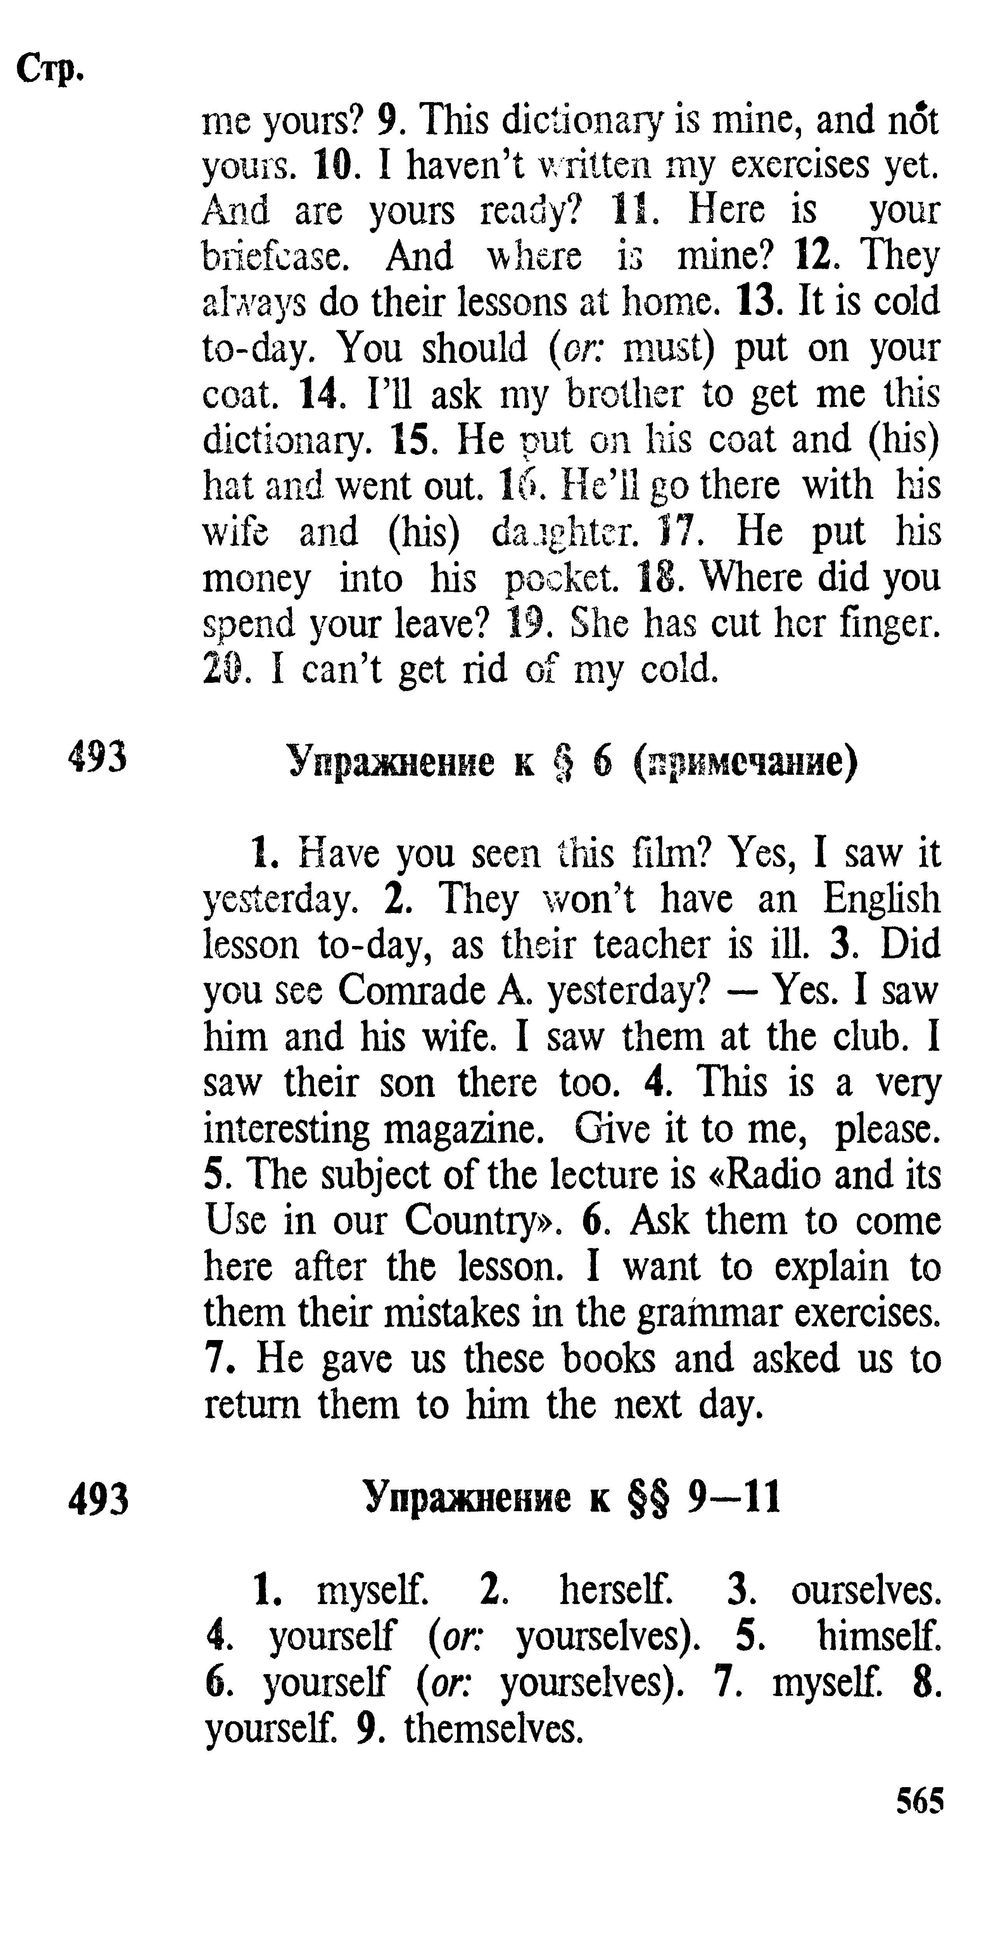 Стр.
me yours? 9. This dictionary is mine, and not
yours. 10. I haven't written my exercises yet.
And are yours ready? 11. Here is your
briefcase. And where is mine? 12. They
always do their lessons at home. 13. It is cold
to-day. You should (or: must) put on your
coat. 14. I'll ask my brother to get me this
dictionary. 15. He put on his coat and (his)
hat and went out. 16. He'll go there with his
wife and (his) daughter. 17. He put his
money into his pocket. 18. Where did you
spend your leave? 19. She has cut her finger.
20. I can't get rid of my cold.
493 Упражнение к § 6 (примечание)
1. Have you seen this film? Yes, I saw it
yesterday. 2. They won't have an English
lesson to-day, as their teacher is ill. 3. Did
you see Comrade A. yesterday? — Yes. I saw
him and his wife. I saw them at the club. I
saw their son there too. 4. This is a very
interesting magazine. Give it to me, please.
5. The subject of the lecture is «Radio and its
Use in our Country». 6. Ask them to come
here after the lesson. I want to explain to
them their mistakes in the grammar exercises.
7. He gave us these books and asked us to
return them to him the next day.
493 Упражнение к §§ 9—11
1. myself. 2. herself. 3. ourselves.
4. yourself (or: yourselves). 5. himself.
6. yourself (or: yourselves). 7. myself. 8.
yourself. 9. themselves.
565